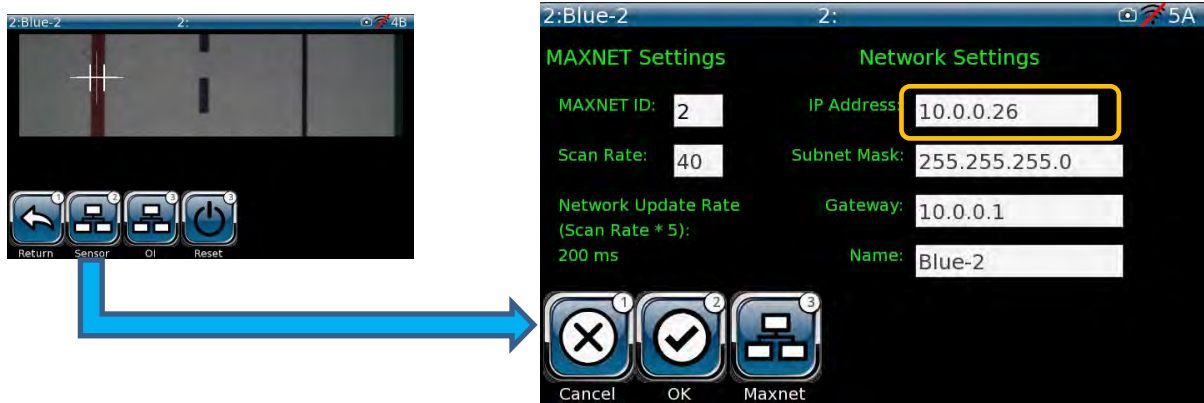 2:Blue-2 2: 4B
1 2 3 3
Return Sensor OI Reset
2:Blue-2 2: 5A
MAXNET Settings Network Settings
MAXNET ID: 2 IP Address: 10.0.0.26
Scan Rate: 40 Subnet Mask: 255.255.255.0
Network Update Rate Gateway: 10.0.0.1
(Scan Rate * 5):
200 ms Name: Blue-2
1 2 3
Cancel OK Maxnet